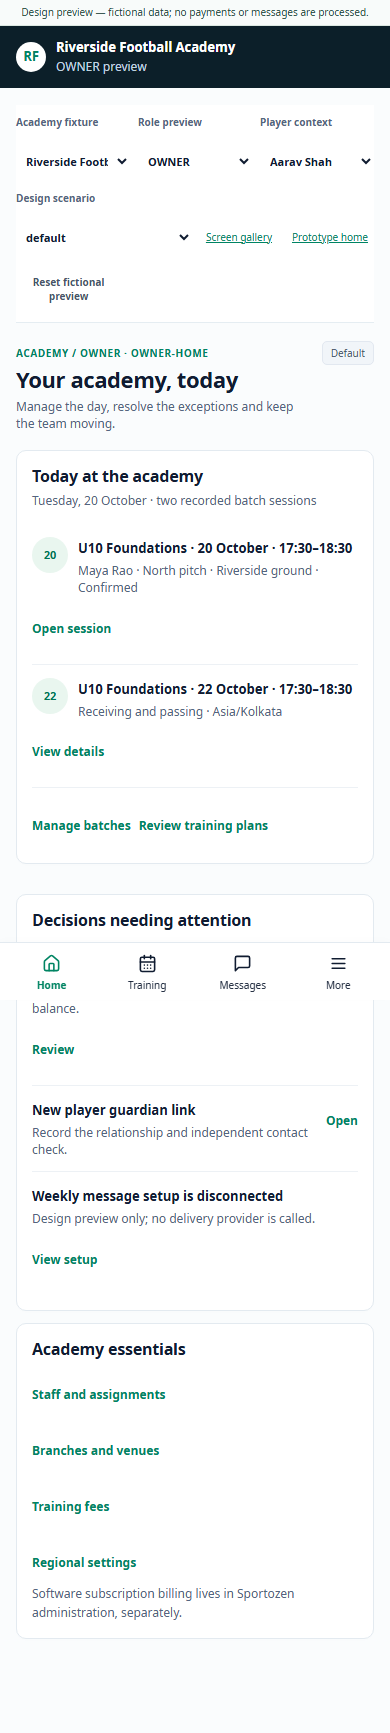 Design preview — fictional data; no payments or messages are processed.
RF
Riverside Football Academy
OWNER preview
Academy fixture
Role preview
Player context
Riverside Foot
OWNER
Aarav Shah
Design scenario
default
Screen gallery
Prototype home
Reset fictional
preview
ACADEMY / OWNER · OWNER-HOME
Default
Your academy, today
Manage the day, resolve the exceptions and keep
the team moving.
Today at the academy
Tuesday, 20 October · two recorded batch sessions
20
U10 Foundations · 20 October · 17:30–18:30
Maya Rao · North pitch · Riverside ground ·
Confirmed
Open session
22
U10 Foundations · 22 October · 17:30–18:30
Receiving and passing · Asia/Kolkata
View details
Manage batches
Review training plans
Decisions needing attention
Home
Training
Messages
More
balance.
Review
New player guardian link
Record the relationship and independent contact
check.
Open
Weekly message setup is disconnected
Design preview only; no delivery provider is called.
View setup
Academy essentials
Staff and assignments
Branches and venues
Training fees
Regional settings
Software subscription billing lives in Sportozen
administration, separately.